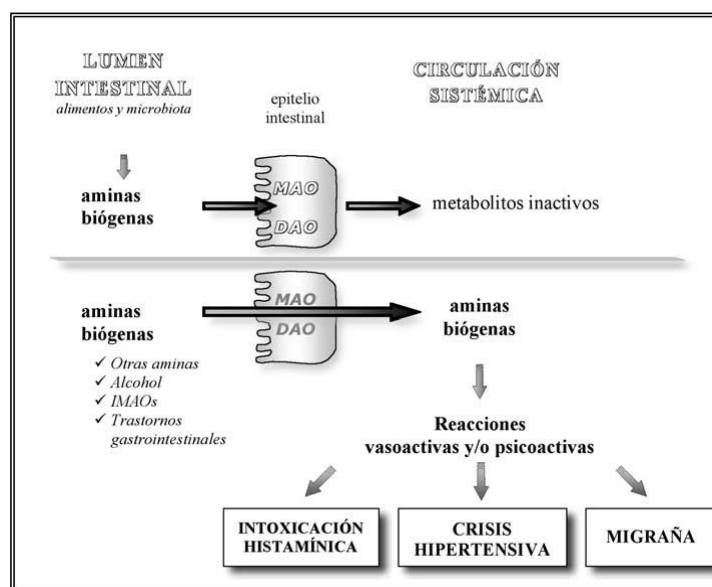 LUMEN
INTESTINAL
alimentos y microbiota
epitelio
intestinal
CIRCULACIÓN
SISTÉMICA
aminas
biógenas
MAO
DAO
metabolitos inactivos
aminas
biógenas
MAO
DAO
aminas
biógenas
✓ Otras aminas
✓ Alcohol
✓ IMAOs
✓ Trastornos
gastrointestinales
Reacciones
vasoactivas y/o psicoactivas
INTOXICACIÓN
HISTAMÍNICA
CRISIS
HIPERTENSIVA
MIGRAÑA